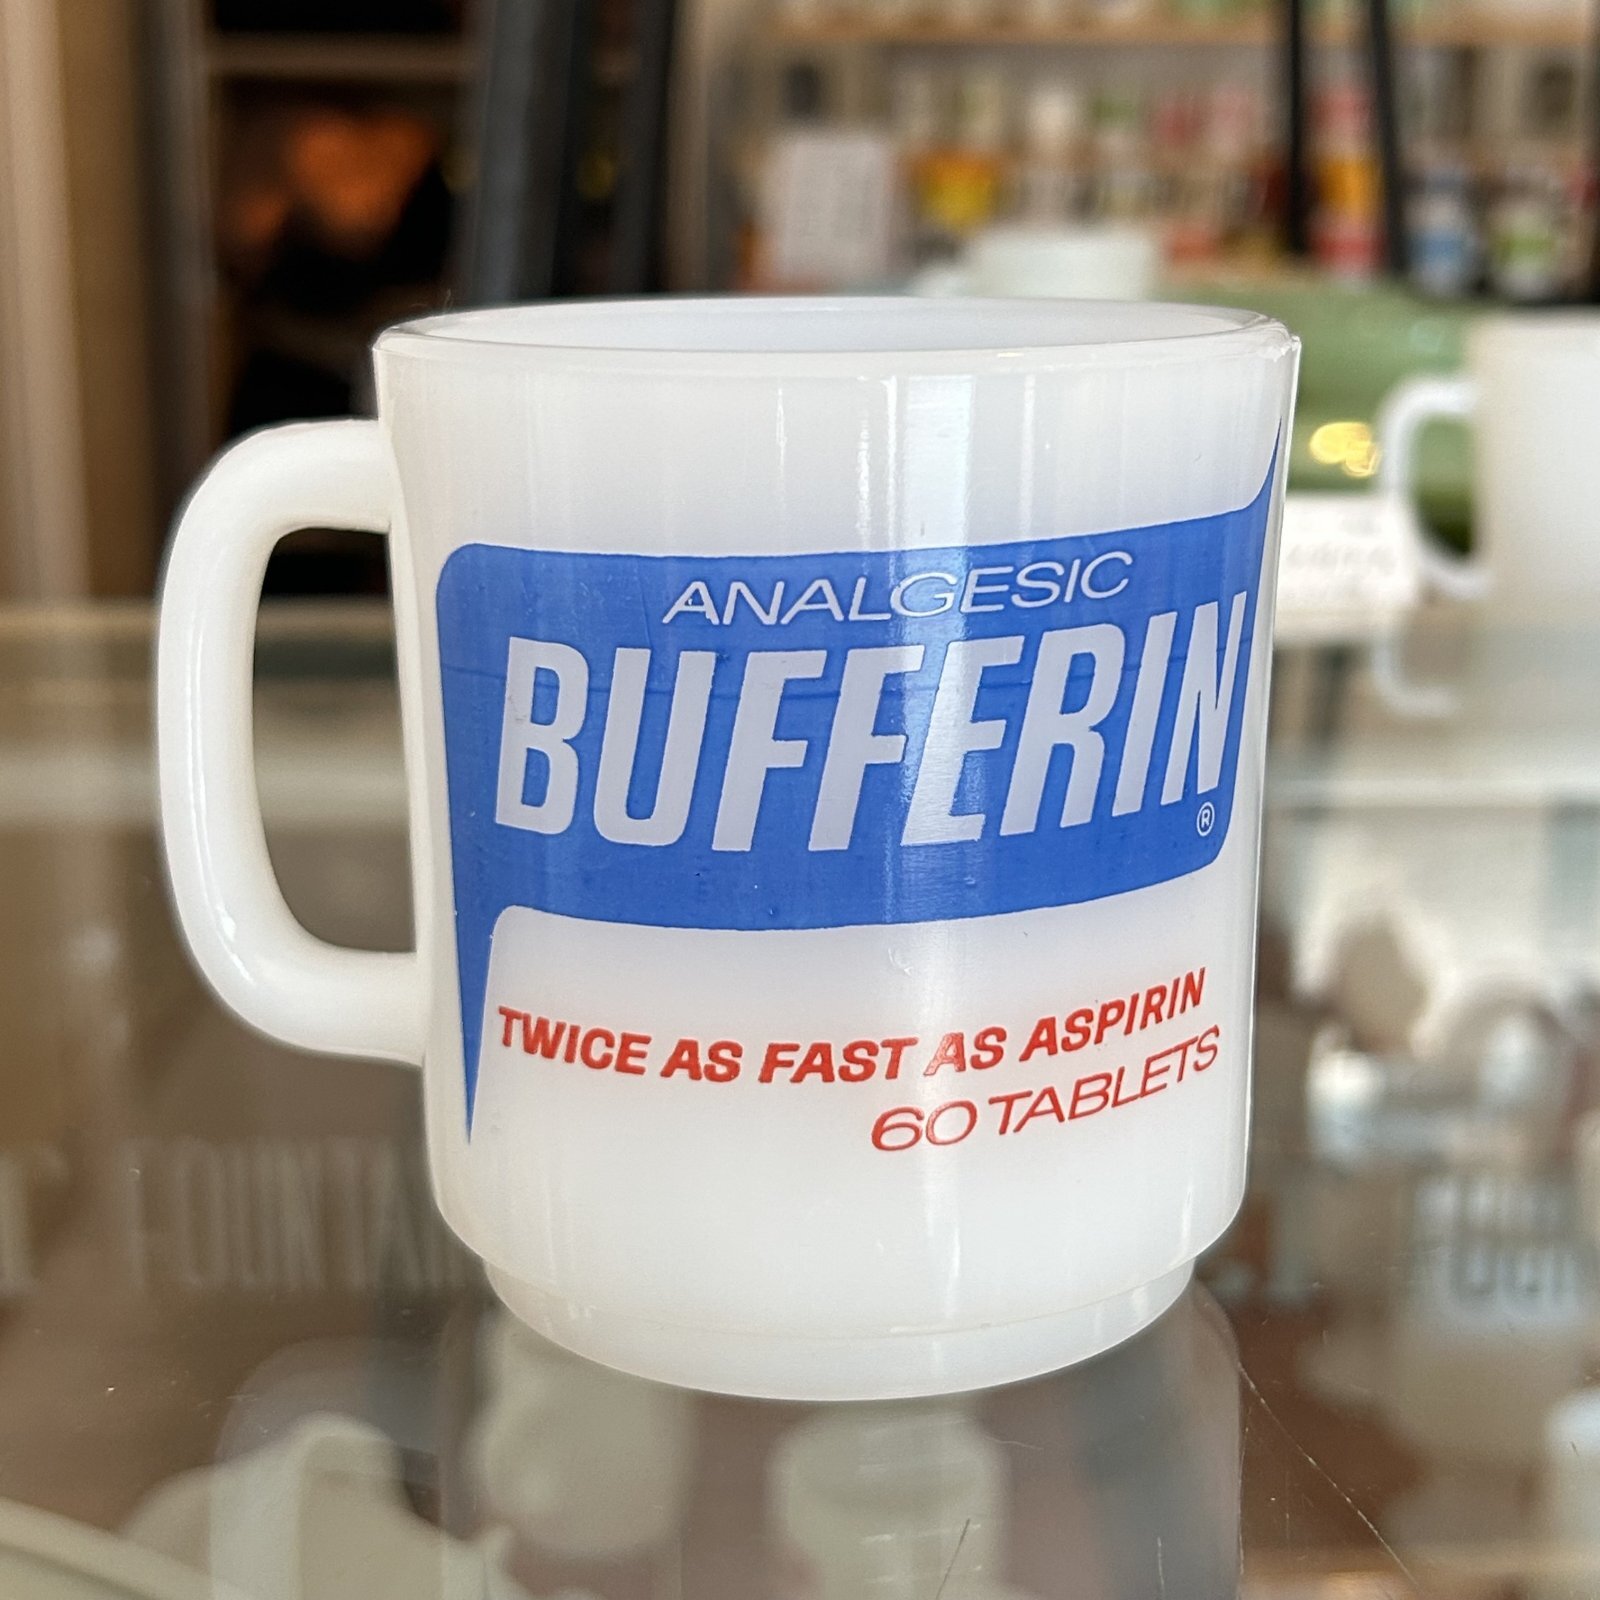 ANALGESIC
BUFFERIN®
TWICE AS FAST AS ASPIRIN
60 TABLETS